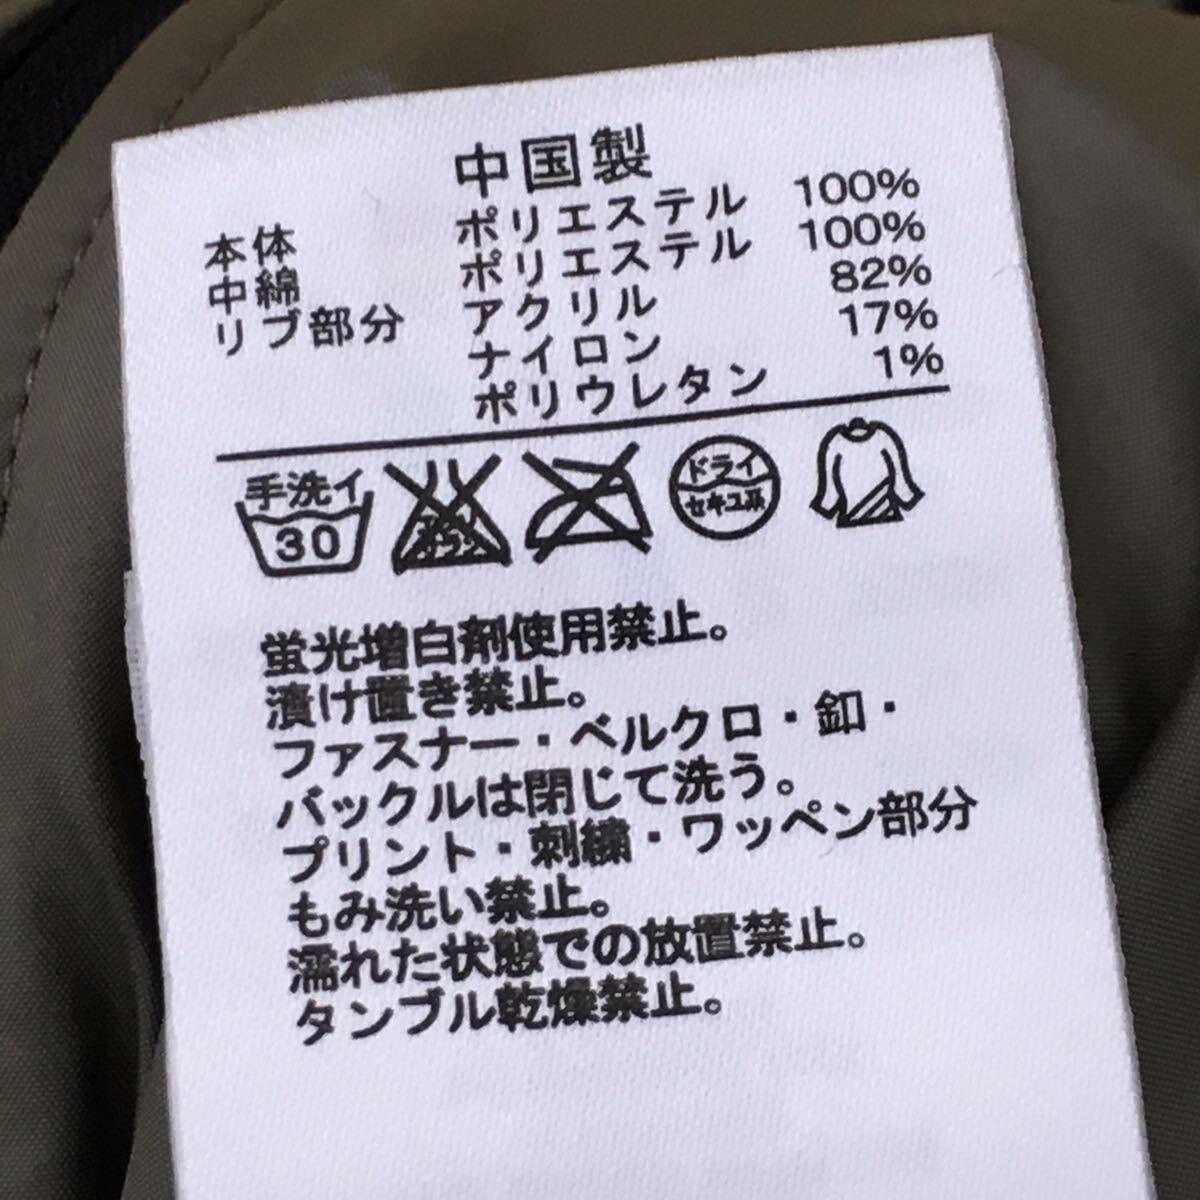 中国製
本体 ポリエステル 100%
中綿 ポリエステル 100%
リブ部分 アクリル 82%
ナイロン 17%
ポリウレタン 1%
手洗イ
30
エンソサラシ
ドライ
セキユ系
蛍光増白剤使用禁止。
漬け置き禁止。
ファスナー・ベルクロ・釦・
バックルは閉じて洗う。
プリント・刺繍・ワッペン部分
もみ洗い禁止。
濡れた状態での放置禁止。
タンブル乾燥禁止。